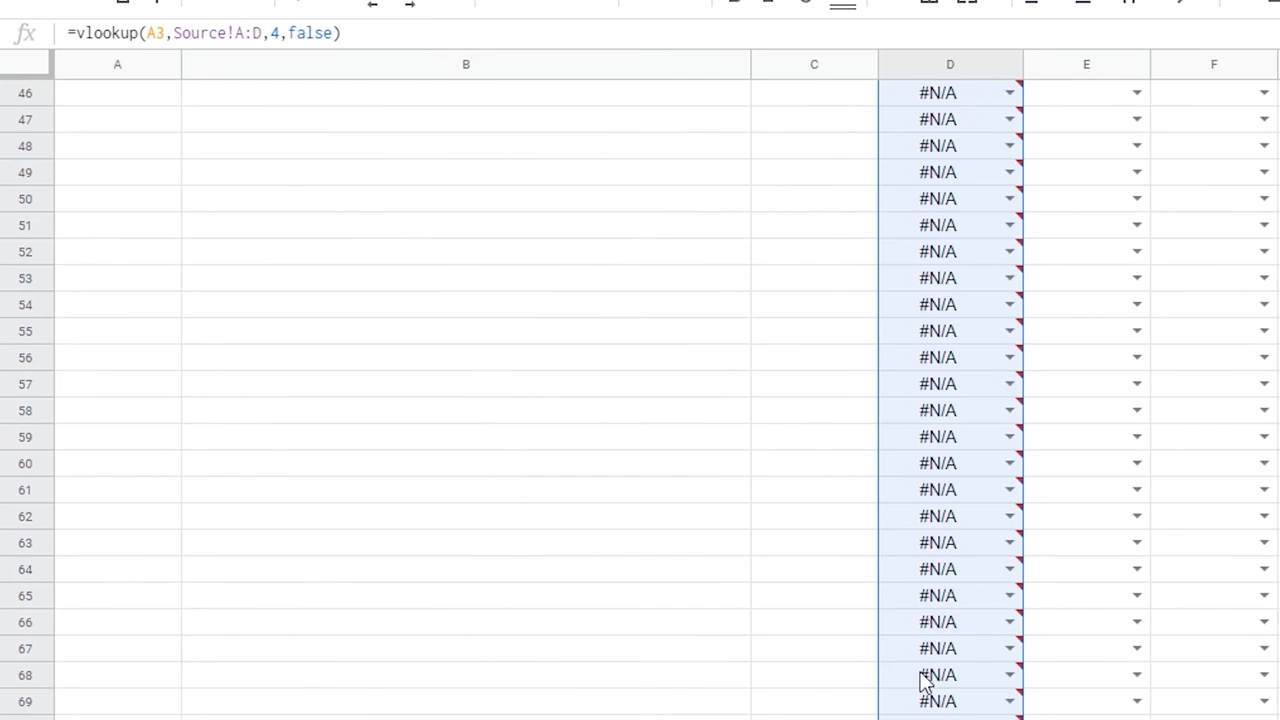 fx =vlookup(A3,Source!A:D,4,false)
A B C D E F
46 #N/A
47 #N/A
48 #N/A
49 #N/A
50 #N/A
51 #N/A
52 #N/A
53 #N/A
54 #N/A
55 #N/A
56 #N/A
57 #N/A
58 #N/A
59 #N/A
60 #N/A
61 #N/A
62 #N/A
63 #N/A
64 #N/A
65 #N/A
66 #N/A
67 #N/A
68 #N/A
69 #N/A